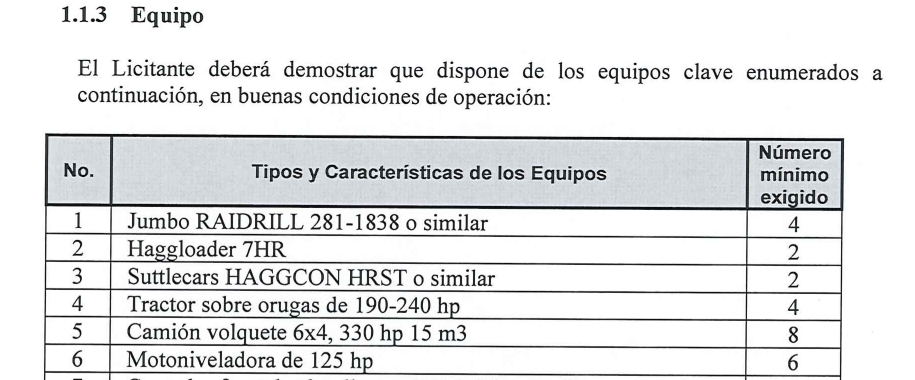 1.1.3 Equipo
El Licitante deberá demostrar que dispone de los equipos clave enumerados a
continuación, en buenas condiciones de operación:
No. Tipos y Características de los Equipos Número mínimo exigido
1 Jumbo RAIDRILL 281-1838 o similar 4
2 Haggloader 7HR 2
3 Suttlecars HAGGCON HRST o similar 2
4 Tractor sobre orugas de 190-240 hp 4
5 Camión volquete 6x4, 330 hp 15 m3 8
6 Motoniveladora de 125 hp 6